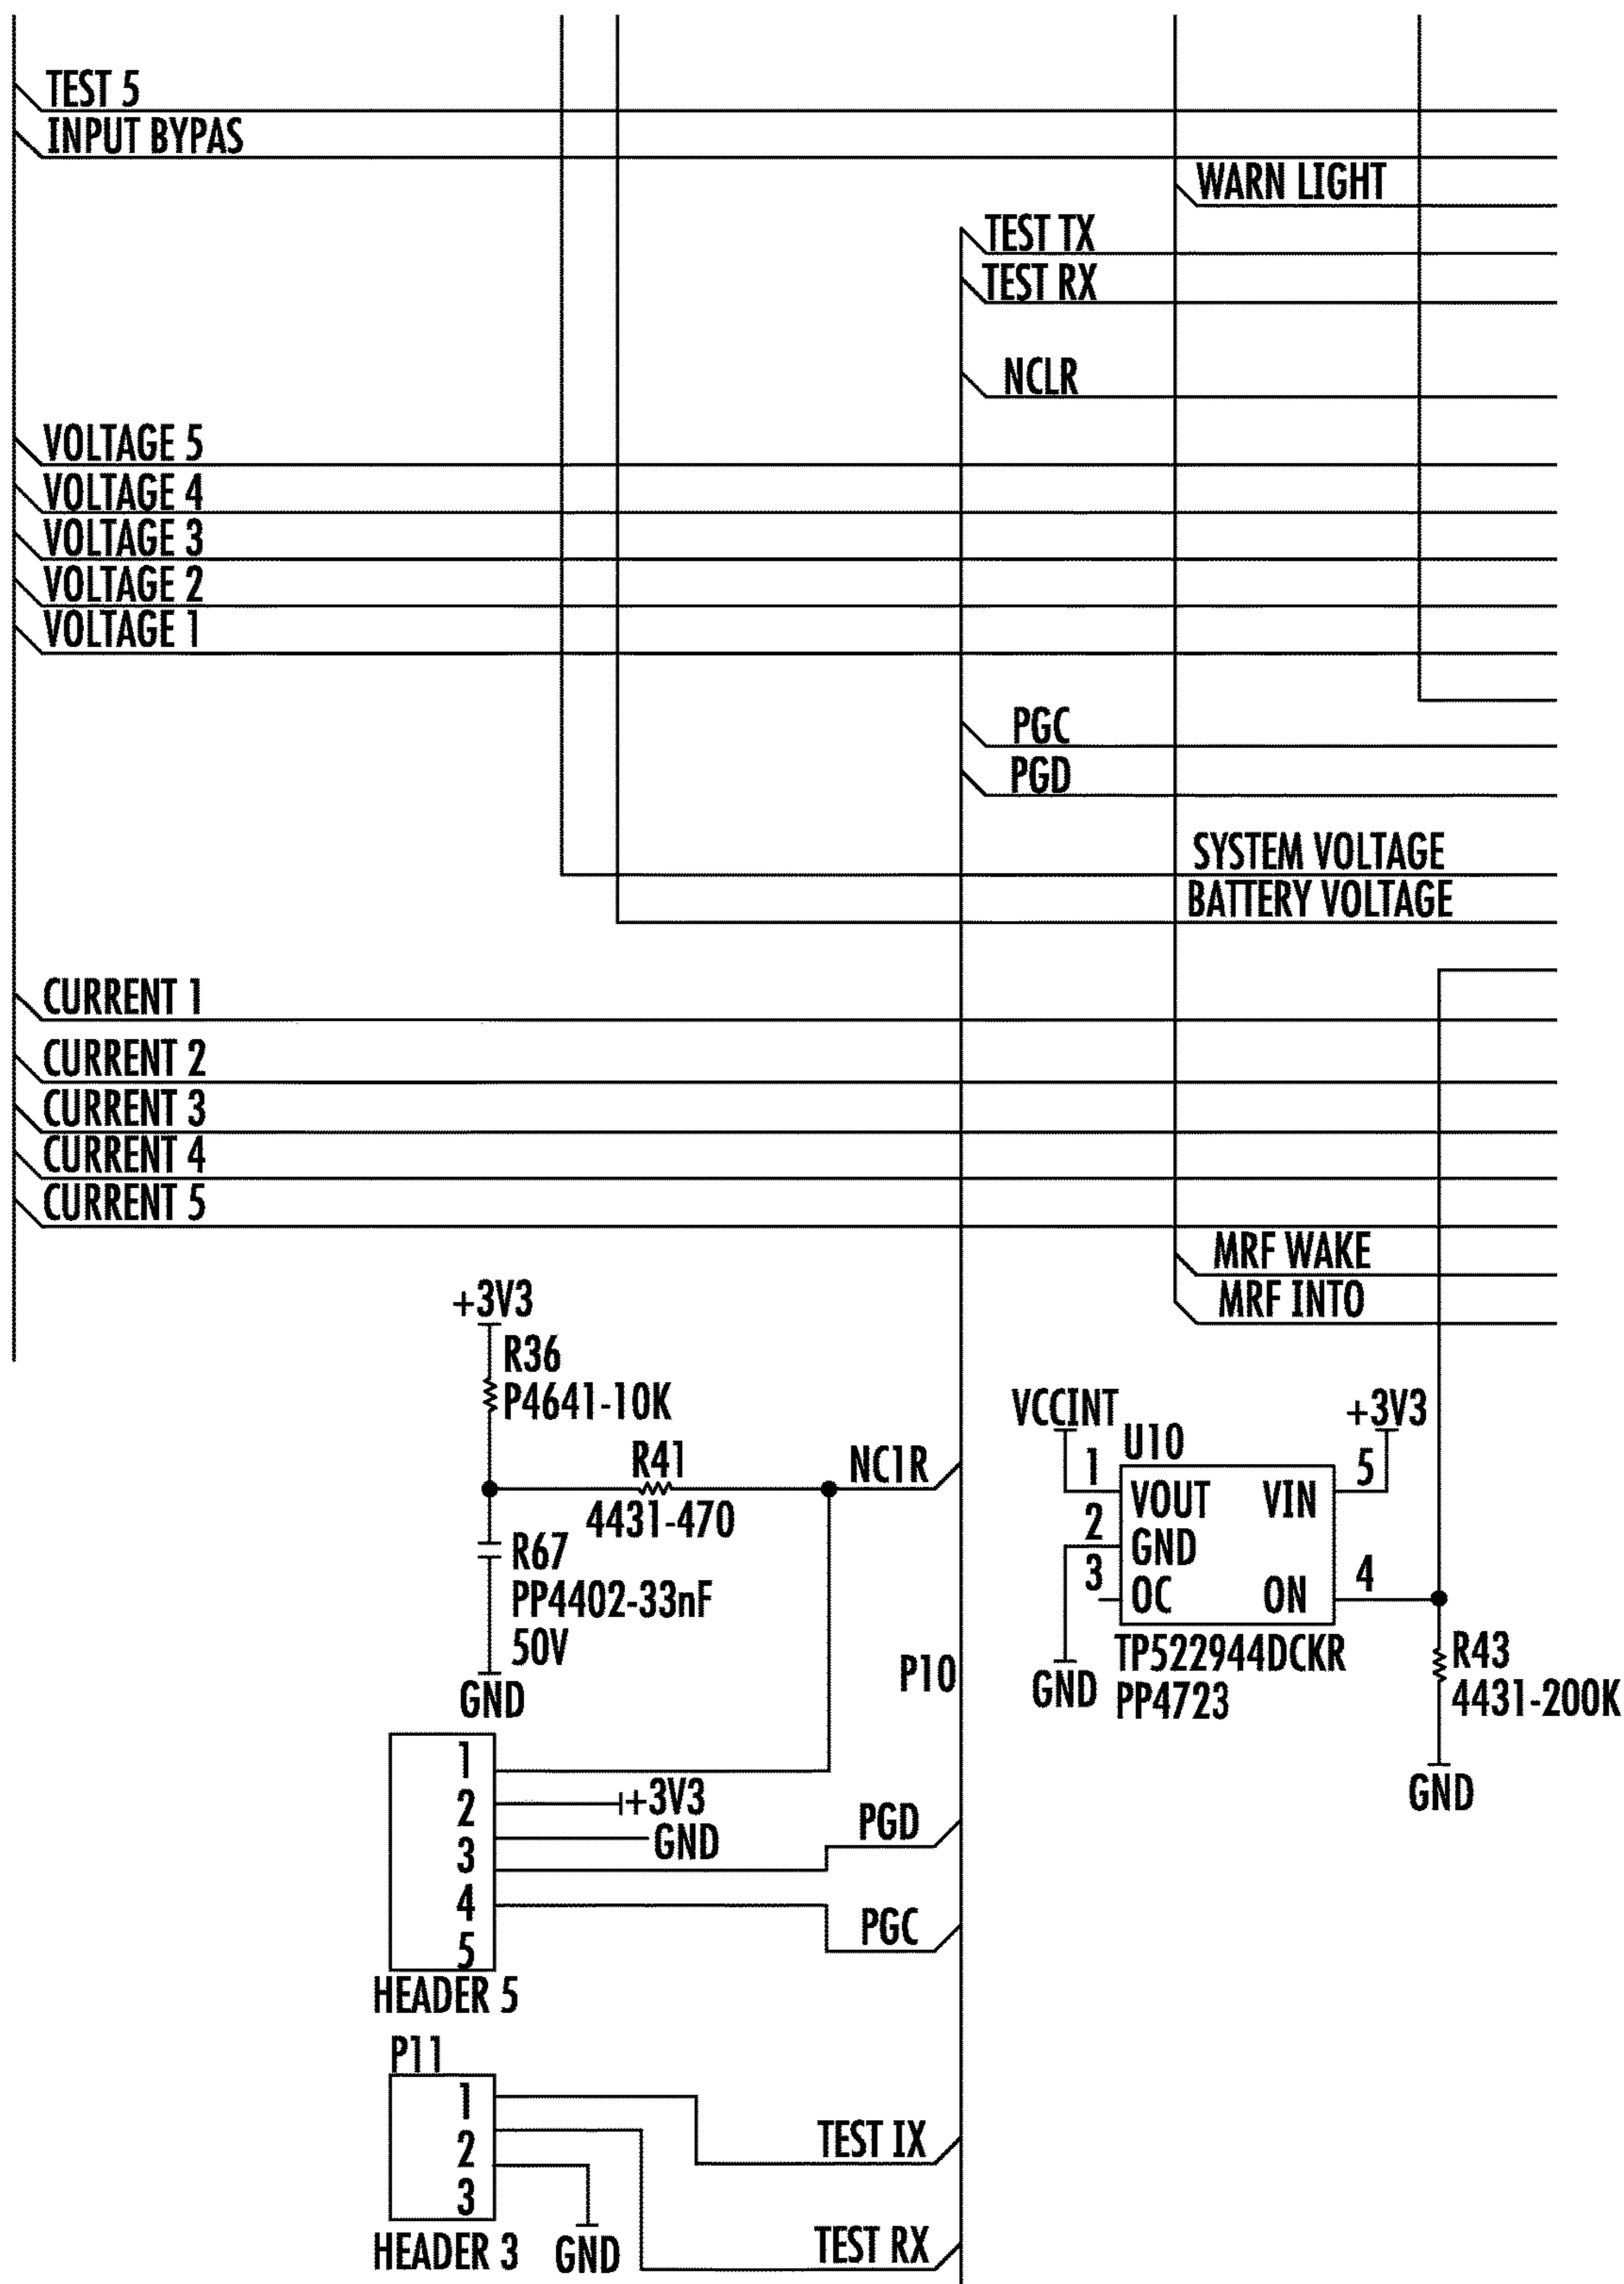 TEST 5
INPUT BYPAS
WARN LIGHT
TEST TX
TEST RX
NCLR
VOLTAGE 5
VOLTAGE 4
VOLTAGE 3
VOLTAGE 2
VOLTAGE 1
PGC
PGD
SYSTEM VOLTAGE
BATTERY VOLTAGE
CURRENT 1
CURRENT 2
CURRENT 3
CURRENT 4
CURRENT 5
MRF WAKE
MRF INTO
+3V3
R36
P4641-10K
R41
4431-470
NC1R
R67
PP4402-33nF
50V
GND
VCCINT
U10
+3V3
1
5
VOUT VIN
2
GND
3
4
OC ON
TP522944DCKR
PP4723
GND
R43
4431-200K
GND
P10
1
2
+3V3
GND
3
PGD
4
PGC
5
HEADER 5
P11
1
2
3
TEST IX
HEADER 3
GND
TEST RX